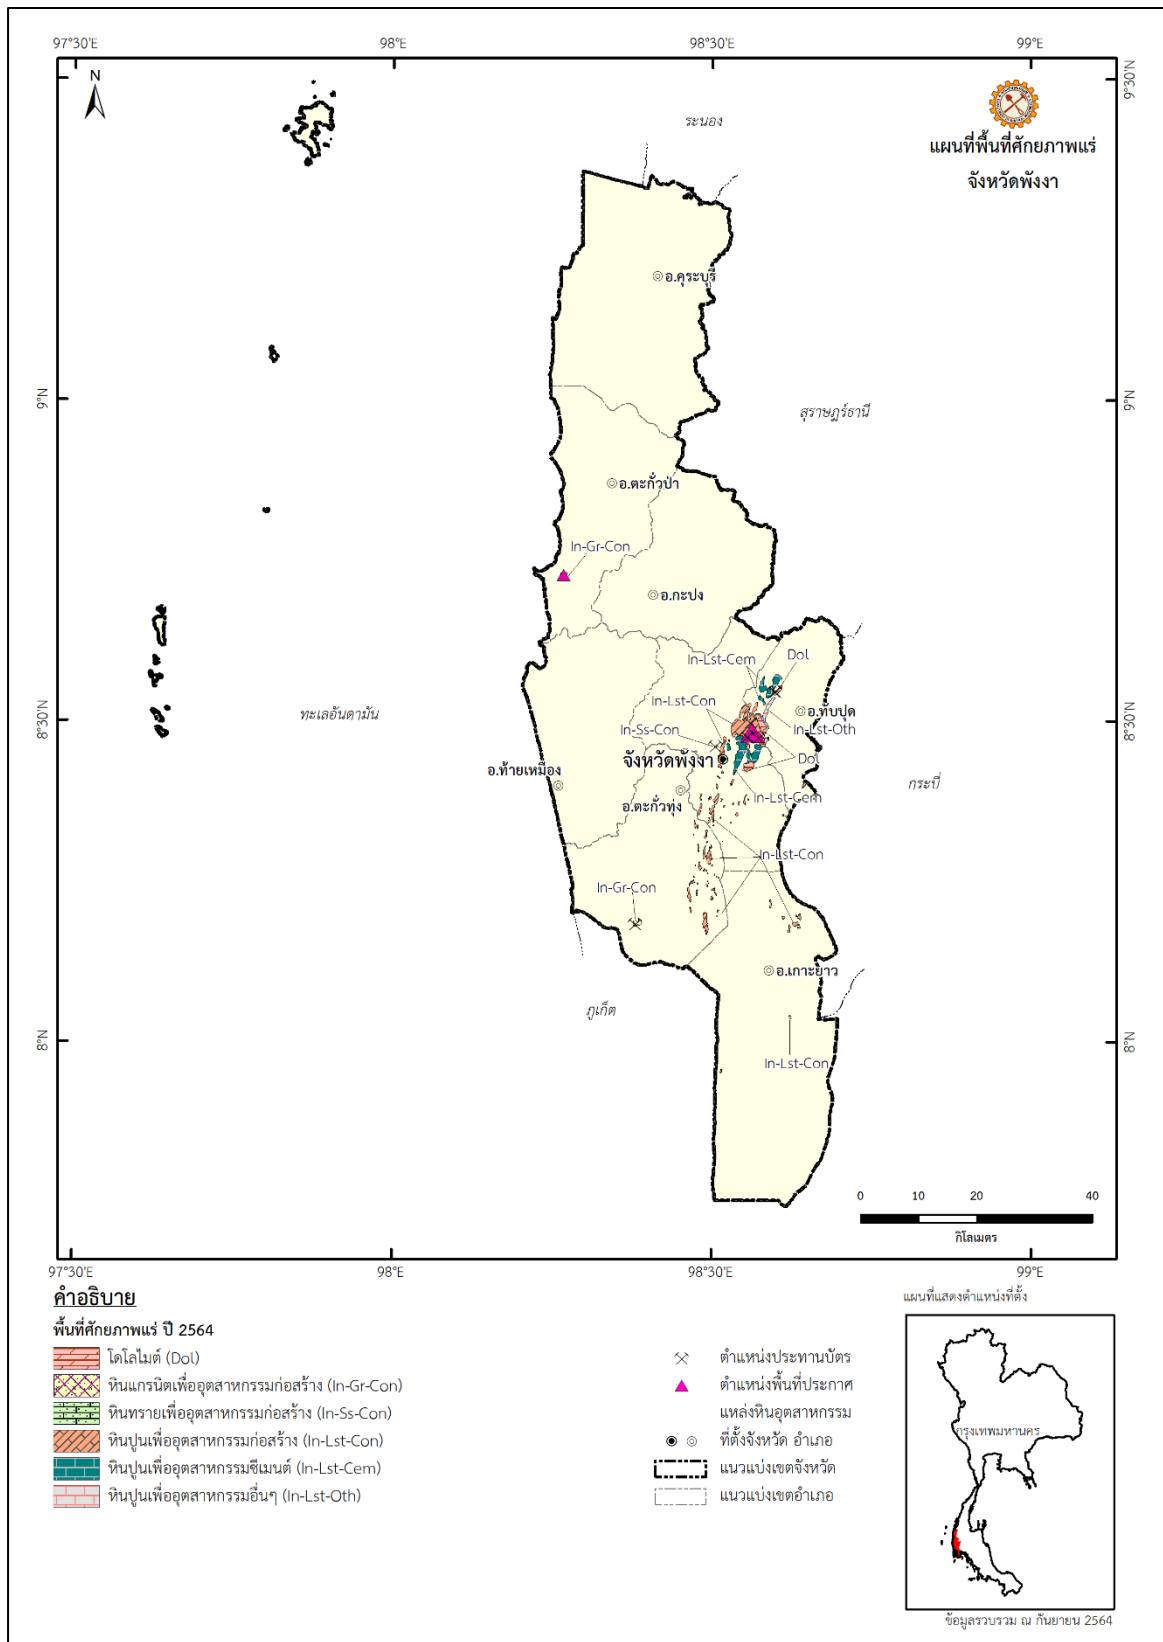 97°30'E 98°E 98°30'E 99°E
N
9°30'N
ระนอง
แผนที่พื้นที่ศักยภาพแร่
จังหวัดพังงา
อ.คุระบุรี
9°N 9°N
สุราษฎร์ธานี
อ.ตะกั่วป่า
In-Gr-Con
อ.กะปง
In-Lst-Cem Dol
In-Lst-Con
อ.ทับปุด
ทะเลอันดามัน
8°30'N 8°30'N
In-Ss-Con In-Lst-Oth
จังหวัดพังงา Dol
อ.ท้ายเหมือง
กระบี่
In-Lst-Cem
อ.ตะกั่วทุ่ง
In-Lst-Con
In-Gr-Con
อ.เกาะยาว
ภูเก็ต
8°N 8°N
In-Lst-Con
0 10 20 40
กิโลเมตร
97°30'E 98°E 98°30'E 99°E
คำอธิบาย
พื้นที่ศักยภาพแร่ ปี 2564
โดโลไมต์ (Dol)
หินแกรนิตเพื่ออุตสาหกรรมก่อสร้าง (In-Gr-Con)
หินทรายเพื่ออุตสาหกรรมก่อสร้าง (In-Ss-Con)
หินปูนเพื่ออุตสาหกรรมก่อสร้าง (In-Lst-Con)
หินปูนเพื่ออุตสาหกรรมซีเมนต์ (In-Lst-Cem)
หินปูนเพื่ออุตสาหกรรมอื่นๆ (In-Lst-Oth)
ตำแหน่งประทานบัตร
ตำแหน่งพื้นที่ประกาศ
แหล่งหินอุตสาหกรรม
ที่ตั้งจังหวัด อำเภอ
แนวแบ่งเขตจังหวัด
แนวแบ่งเขตอำเภอ
แผนที่แสดงตำแหน่งที่ตั้ง
กรุงเทพมหานคร
ข้อมูลรวบรวม ณ กันยายน 2564